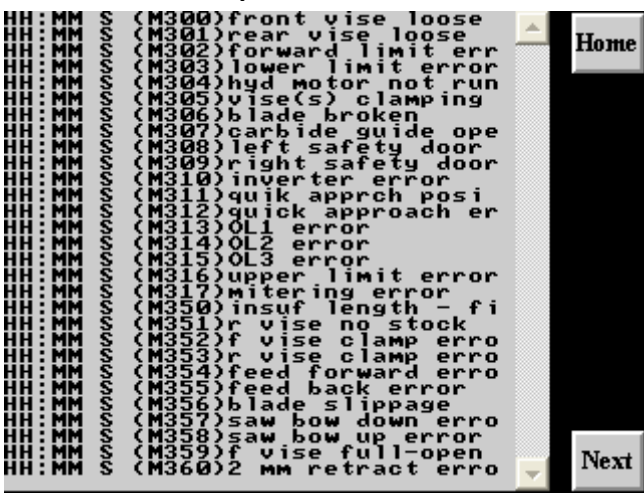 HH:MM S (M300)front vise loose
HH:MM S (M301)rear vise loose
HH:MM S (M302)forward limit err
HH:MM S (M303)lower limit error
HH:MM S (M304)hyd motor not run
HH:MM S (M305)vise(s) clamping
HH:MM S (M306)blade broken
HH:MM S (M307)carbide guide ope
HH:MM S (M308)left safety door
HH:MM S (M309)right safety door
HH:MM S (M310)inverter error
HH:MM S (M311)quik apprch posi
HH:MM S (M312)quick approach er
HH:MM S (M313)OL1 error
HH:MM S (M314)OL2 error
HH:MM S (M315)OL3 error
HH:MM S (M316)upper limit error
HH:MM S (M317)mitering error
HH:MM S (M350)insuf length - fi
HH:MM S (M351)r vise no stock
HH:MM S (M352)f vise clamp erro
HH:MM S (M353)r vise clamp erro
HH:MM S (M354)feed forward erro
HH:MM S (M355)feed back error
HH:MM S (M356)blade slippage
HH:MM S (M357)saw bow down erro
HH:MM S (M358)saw bow up error
HH:MM S (M359)f vise full-open
HH:MM S (M360)2 mm retract erro
Home
Next